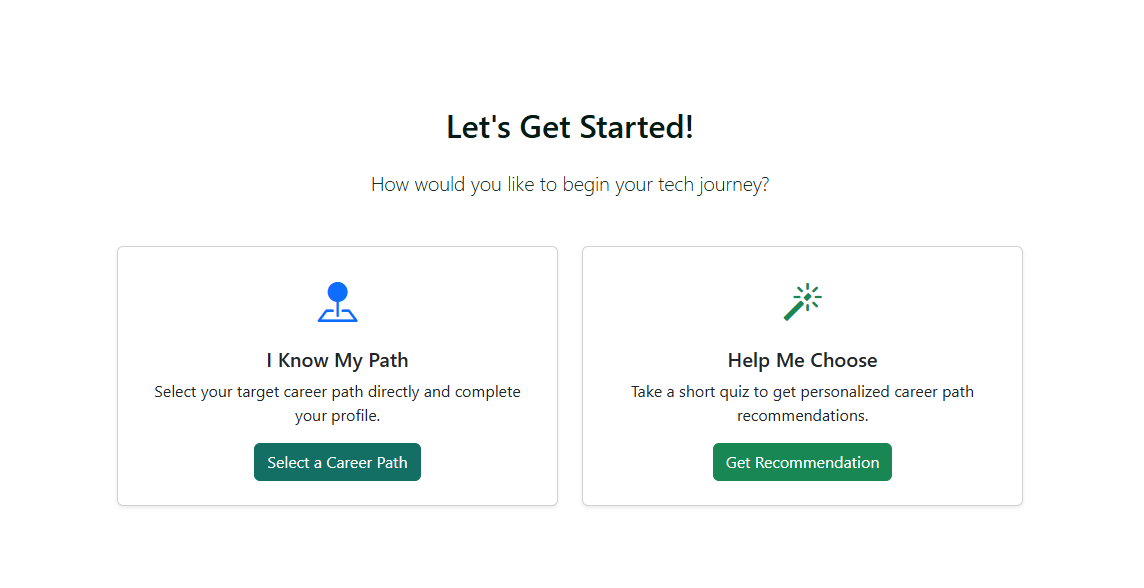 Let's Get Started!
How would you like to begin your tech journey?
I Know My Path
Select your target career path directly and complete
your profile.
Select a Career Path
Help Me Choose
Take a short quiz to get personalized career path
recommendations.
Get Recommendation